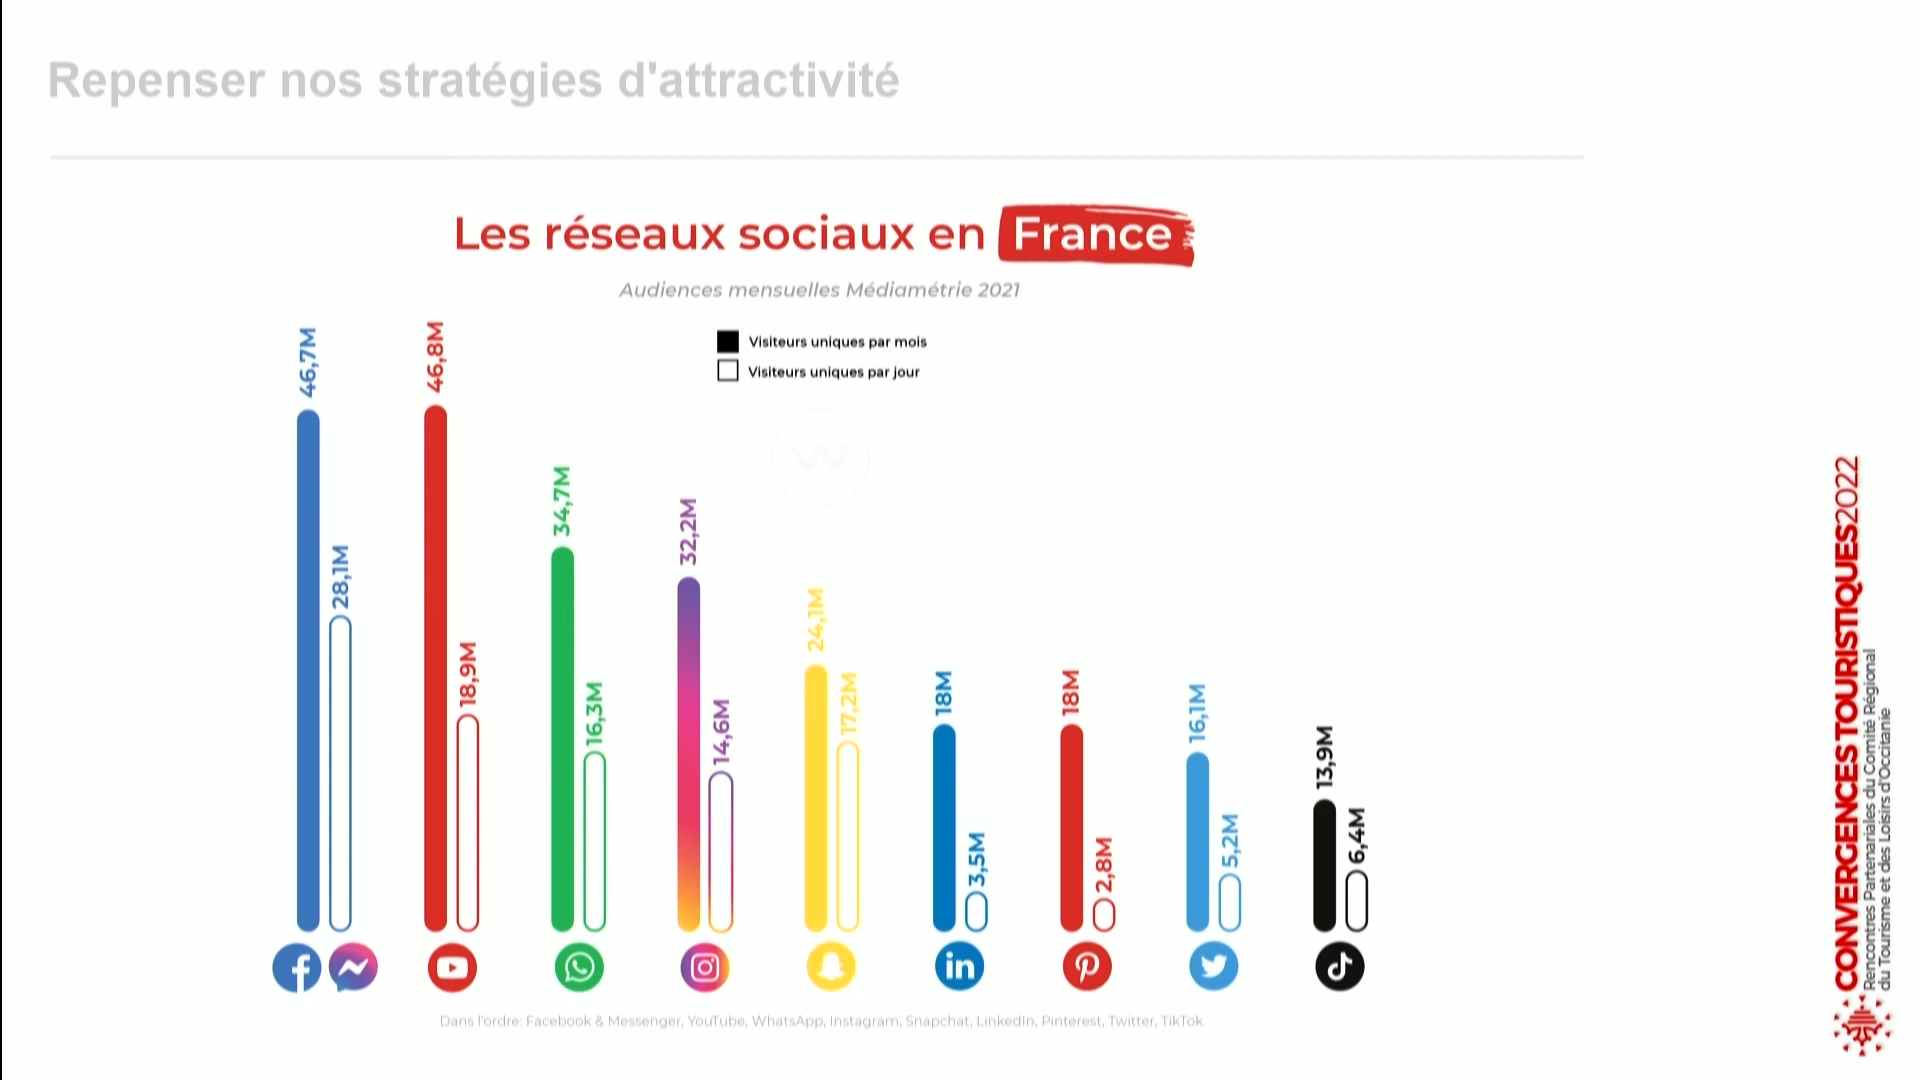 Repenser nos stratégies d'attractivité
Les réseaux sociaux en France
Audiences mensuelles Médiamétrie 2021
Visiteurs uniques par mois
Visiteurs uniques par jour
46,7M
28,1M
46,8M
18,9M
34,7M
16,3M
32,2M
14,6M
24,1M
17,2M
18M
3,5M
18M
2,8M
16,1M
5,2M
13,9M
6,4M
Dans l'ordre: Facebook & Messenger, YouTube, WhatsApp, Instagram, Snapchat, LinkedIn, Pinterest, Twitter, TikTok
CONVERGENCESTOURISTIQUES2022
Rencontres Partenariales du Comité Régional
du Tourisme et des Loisirs d'Occitanie